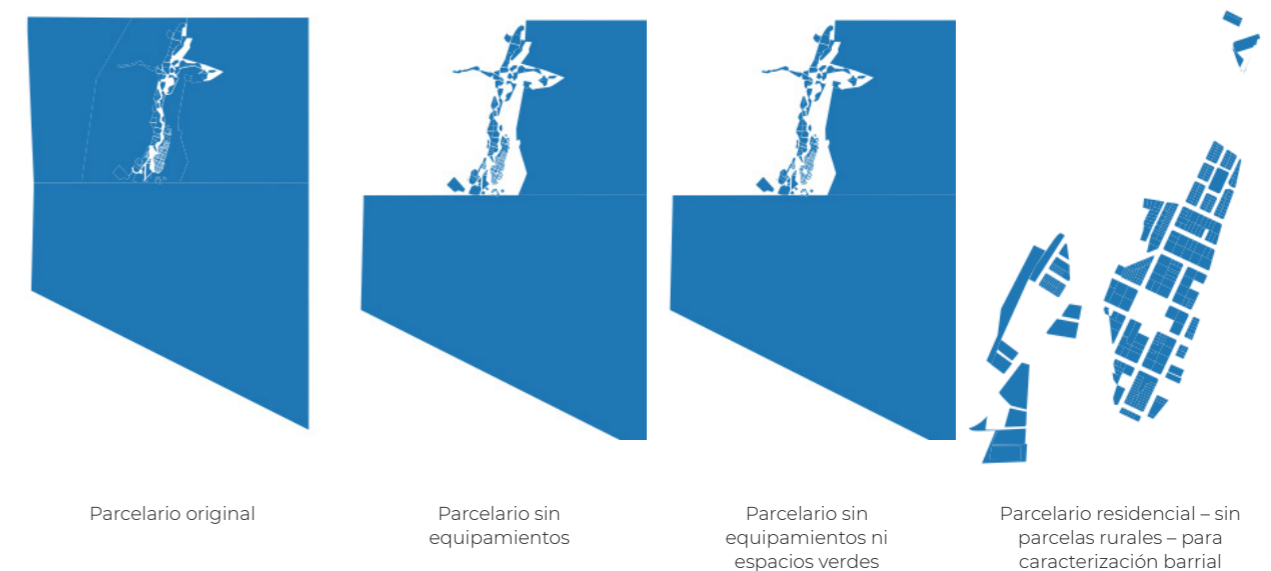 Parcelario original
Parcelario sin
equipamientos
Parcelario sin
equipamientos ni
espacios verdes
Parcelario residencial – sin
parcelas rurales – para
caracterización barrial